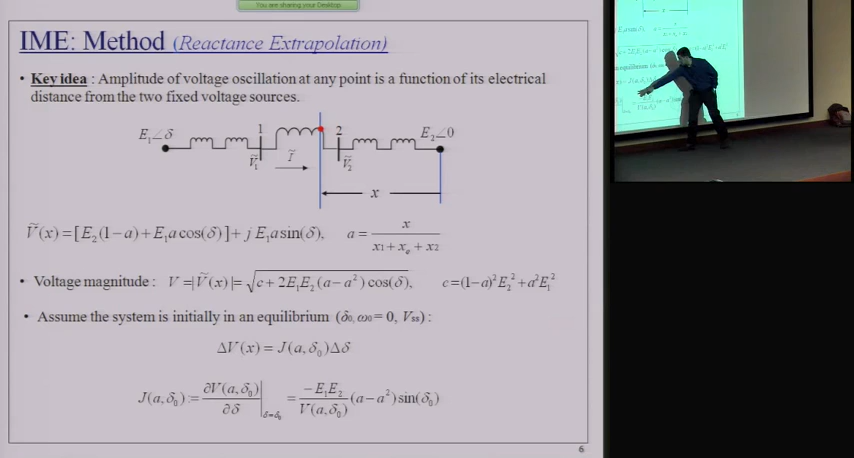 You are sharing your Desktop
IME: Method (Reactance Extrapolation)
• Key idea : Amplitude of voltage oscillation at any point is a function of its electrical
distance from the two fixed voltage sources.
E₁∠δ 1 2 E₂∠0
Ṽ₁ Ĩ Ṽ₂
x
Ṽ(x)=[E₂(1−a)+E₁a cos(δ)]+ j E₁a sin(δ), a = x / (x₁ + xₑ + x₂)
• Voltage magnitude : V =|Ṽ(x)|= √(c+2E₁E₂(a−a²)cos(δ)), c=(1−a)²E₂²+a²E₁²
• Assume the system is initially in an equilibrium (δ₀, ω₀ = 0, Vss) :
ΔV(x) = J(a,δ₀)Δδ
J(a,δ₀) := ∂V(a,δ₀)/∂δ |δ=δ₀ = −E₁E₂/V(a,δ₀) (a−a²)sin(δ₀)
6